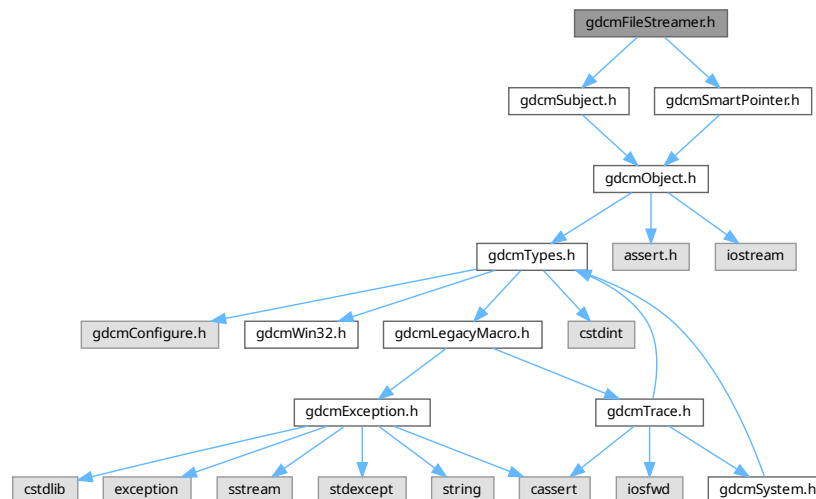 gdcmFileStreamer.h
gdcmSubject.h
gdcmSmartPointer.h
gdcmObject.h
gdcmTypes.h
assert.h
iostream
gdcmConfigure.h
gdcmWin32.h
gdcmLegacyMacro.h
cstdint
gdcmException.h
gdcmTrace.h
cstdlib
exception
sstream
stdexcept
string
cassert
iosfwd
gdcmSystem.h